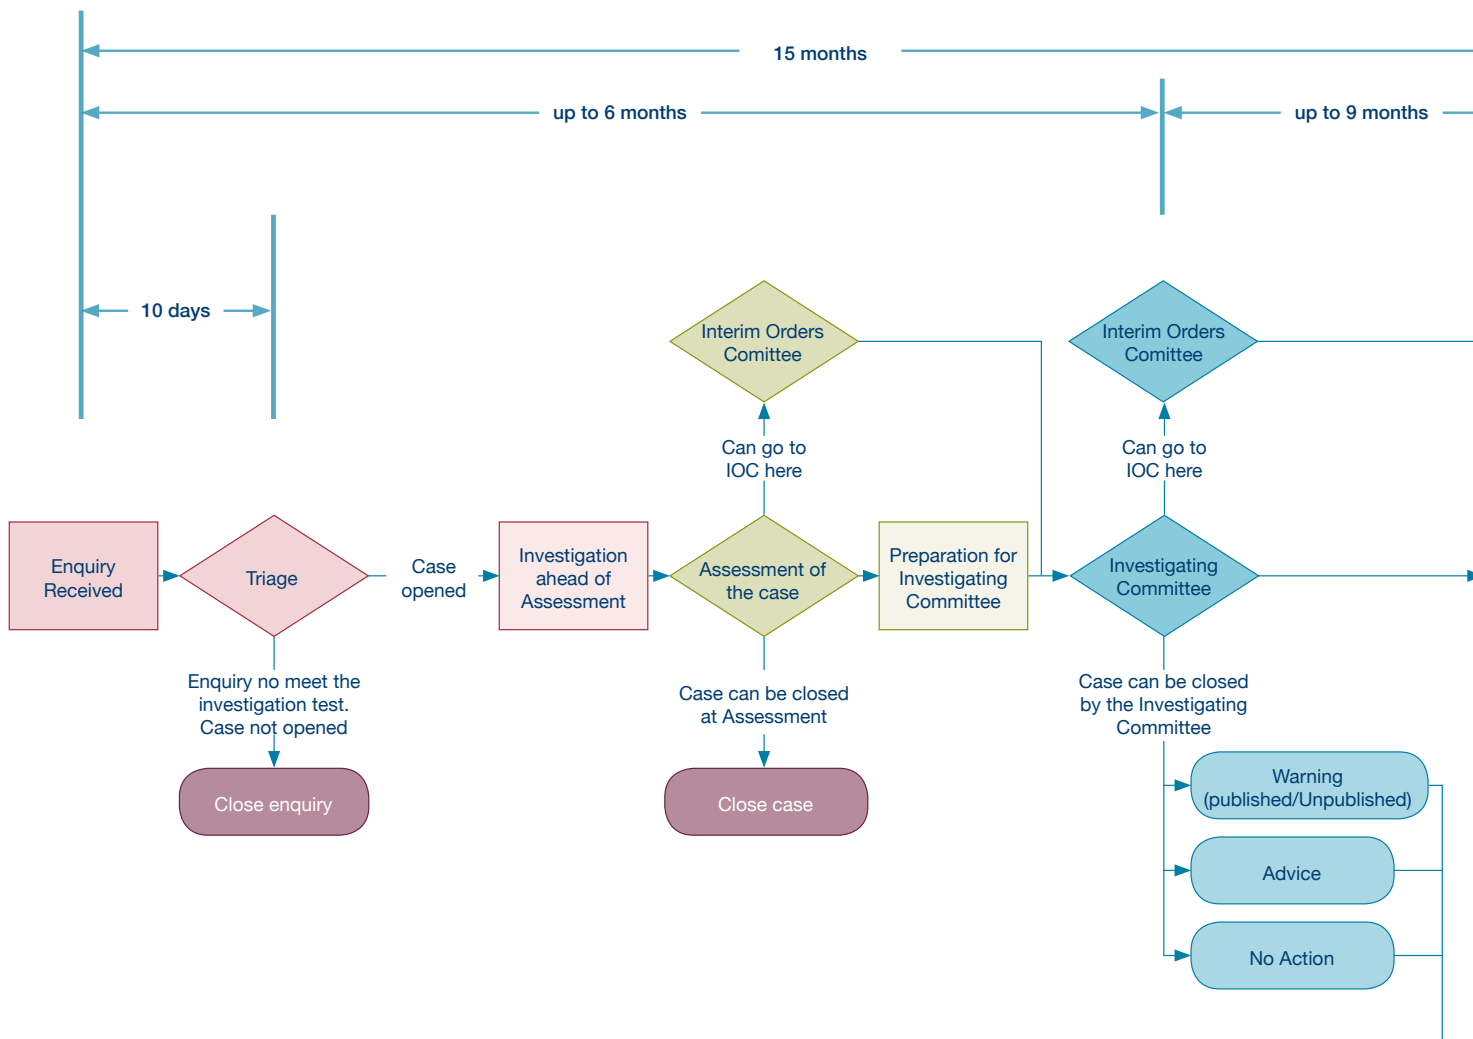 15 months
up to 6 months
up to 9 months
10 days
Interim Orders
Comittee
Interim Orders
Comittee
Can go to
IOC here
Can go to
IOC here
Enquiry
Received
Triage
Case
opened
Investigation
ahead of
Assessment
Assessment of
the case
Preparation for
Investigating
Committee
Investigating
Committee
Enquiry no meet the
investigation test.
Case not opened
Case can be closed
at Assessment
Case can be closed
by the Investigating
Committee
Close enquiry
Close case
Warning
(published/Unpublished)
Advice
No Action